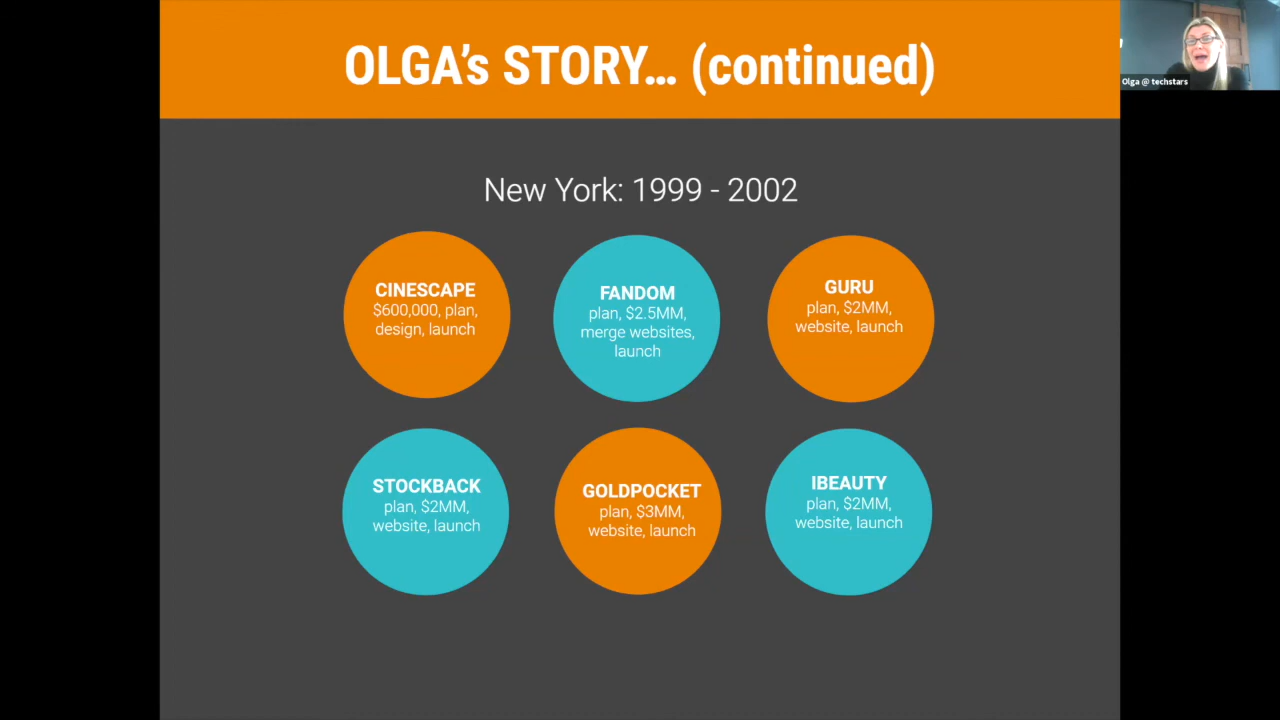 OLGA's STORY... (continued)
Olga @ techstars
New York: 1999 - 2002
CINESCAPE
$600,000, plan,
design, launch
FANDOM
plan, $2.5MM,
merge websites,
launch
GURU
plan, $2MM,
website, launch
STOCKBACK
plan, $2MM,
website, launch
GOLDPOCKET
plan, $3MM,
website, launch
IBEAUTY
plan, $2MM,
website, launch